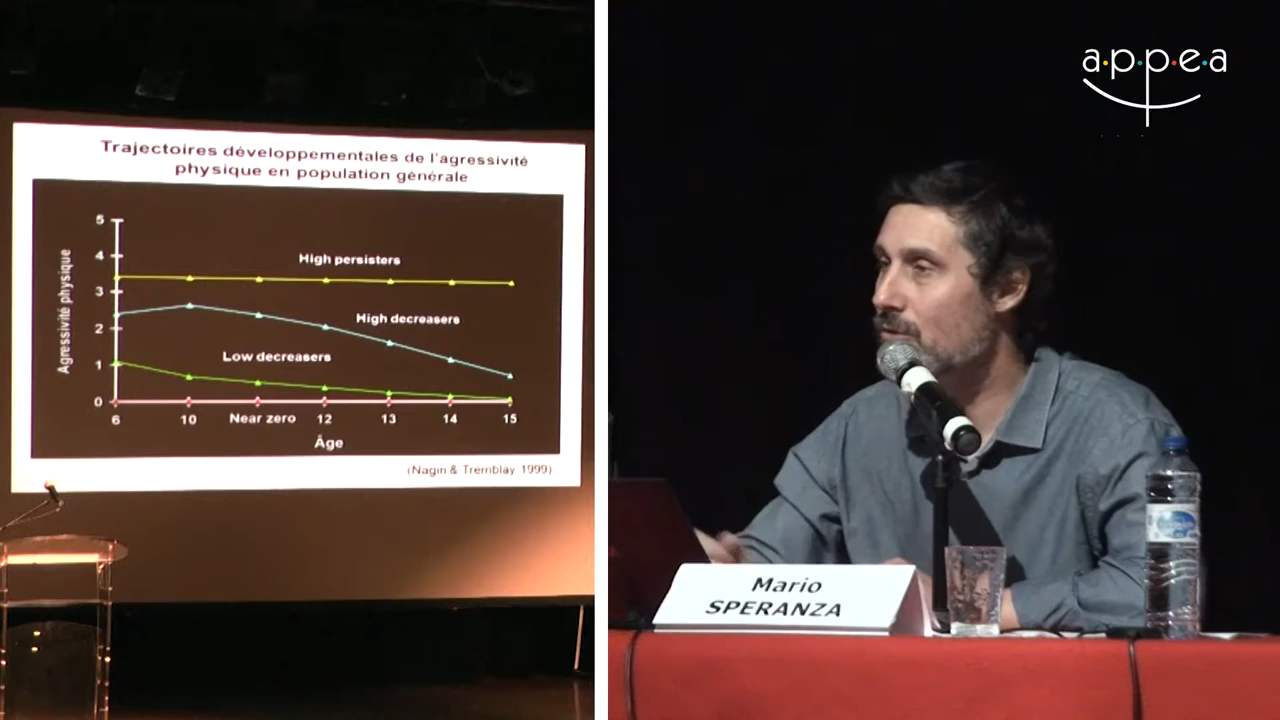 Trajectoires développementales de l'agressivité
physique en population générale
Agressivité physique
5
4
3
2
1
0
High persisters
High decreasers
Low decreasers
6 10 Near zero 12 13 14 15
Âge
(Nagin & Tremblay, 1999)
a·p·p·e·a
Mario
SPERANZA